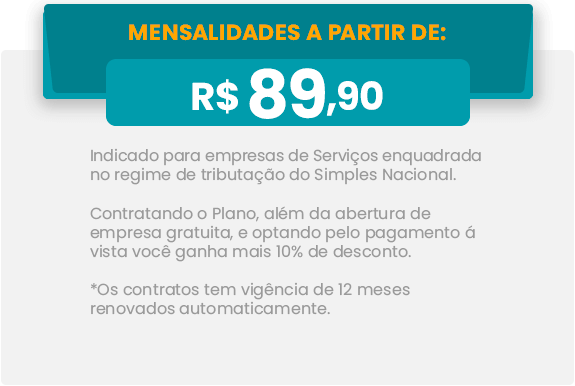 MENSALIDADES A PARTIR DE:
R$ 89,90
Indicado para empresas de Serviços enquadrada
no regime de tributação do Simples Nacional.
Contratando o Plano, além da abertura de
empresa gratuita, e optando pelo pagamento á
vista você ganha mais 10% de desconto.
*Os contratos tem vigência de 12 meses
renovados automaticamente.